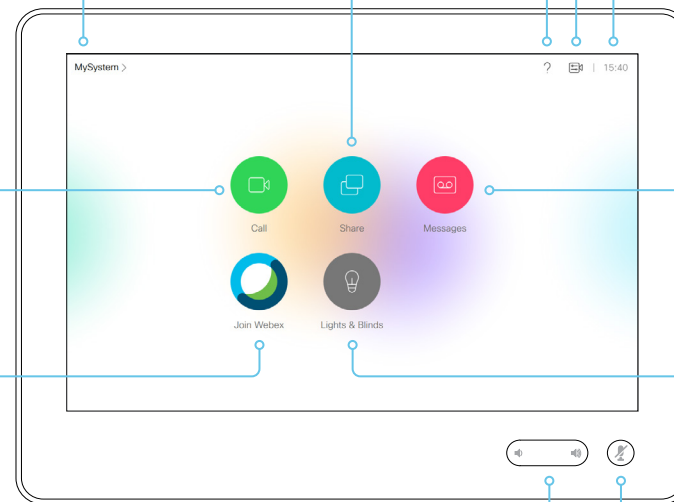 MySystem >
? | 15:40
Call Share Messages
Join Webex Lights & Blinds